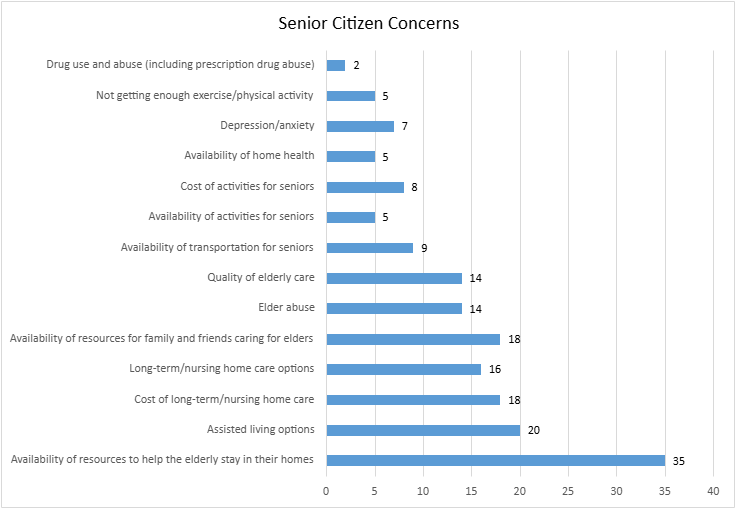 Senior Citizen Concerns
Drug use and abuse (including prescription drug abuse) 2
Not getting enough exercise/physical activity 5
Depression/anxiety 7
Availability of home health 5
Cost of activities for seniors 8
Availability of activities for seniors 5
Availability of transportation for seniors 9
Quality of elderly care 14
Elder abuse 14
Availability of resources for family and friends caring for elders 18
Long-term/nursing home care options 16
Cost of long-term/nursing home care 18
Assisted living options 20
Availability of resources to help the elderly stay in their homes 35
0 5 10 15 20 25 30 35 40